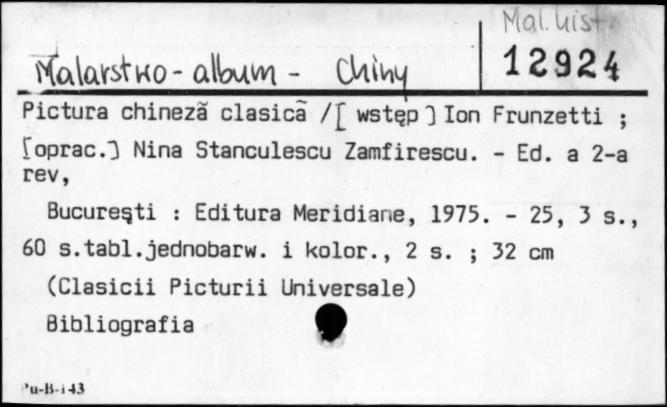 Mal. hist.
Malarstwo - album - Chiny 12924
Pictura chineză clasică /[ wstęp ] Ion Frunzetti ;
[oprac.] Nina Stanculescu Zamfirescu. - Ed. a 2-a
rev,
Bucureşti : Editura Meridiane, 1975. - 25, 3 s.,
60 s.tabl.jednobarw. i kolor., 2 s. ; 32 cm
(Clasicii Picturii Universale)
Bibliografia
Pu-B-143